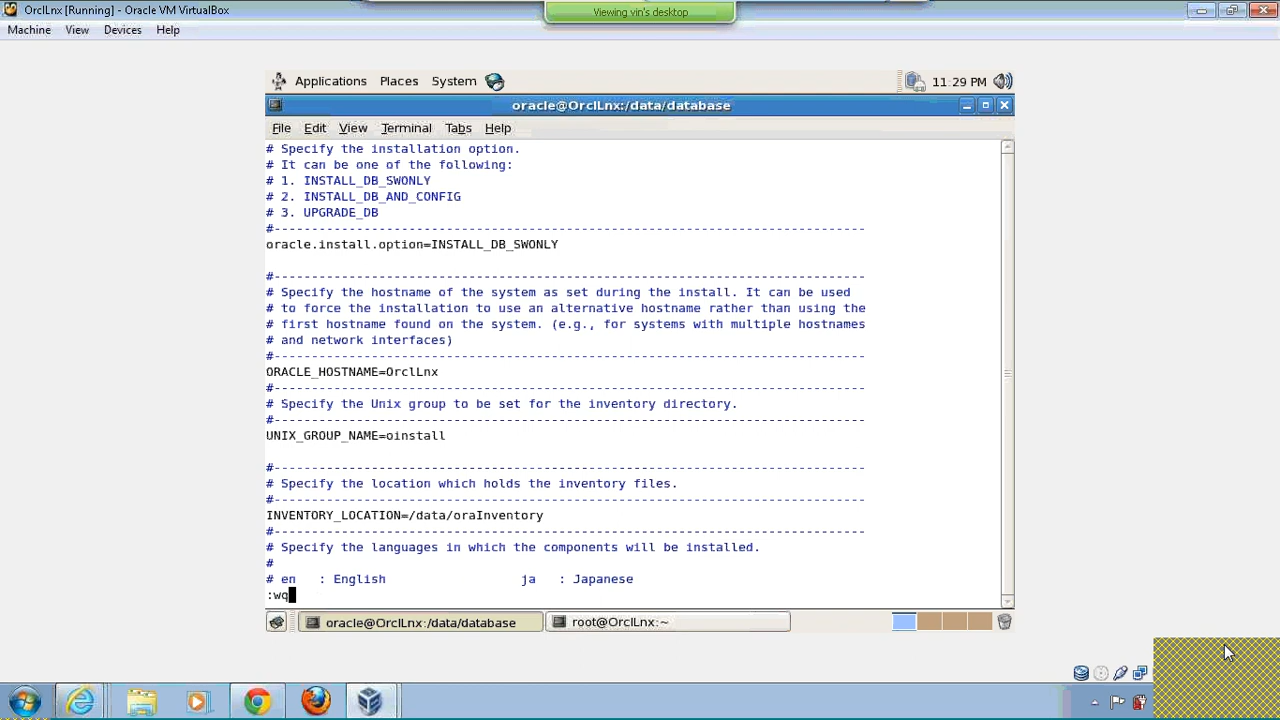 OrclLnx [Running] - Oracle VM VirtualBox
Viewing vin's desktop
Machine View Devices Help
Applications Places System 11:29 PM
oracle@OrclLnx:/data/database
File Edit View Terminal Tabs Help
# Specify the installation option.
# It can be one of the following:
# 1. INSTALL_DB_SWONLY
# 2. INSTALL_DB_AND_CONFIG
# 3. UPGRADE_DB
#-------------------------------------------------------------------------------
oracle.install.option=INSTALL_DB_SWONLY
#-------------------------------------------------------------------------------
# Specify the hostname of the system as set during the install. It can be used
# to force the installation to use an alternative hostname rather than using the
# first hostname found on the system. (e.g., for systems with multiple hostnames
# and network interfaces)
#-------------------------------------------------------------------------------
ORACLE_HOSTNAME=OrclLnx
#-------------------------------------------------------------------------------
# Specify the Unix group to be set for the inventory directory.
#-------------------------------------------------------------------------------
UNIX_GROUP_NAME=oinstall
#-------------------------------------------------------------------------------
# Specify the location which holds the inventory files.
#-------------------------------------------------------------------------------
INVENTORY_LOCATION=/data/oraInventory
#-------------------------------------------------------------------------------
# Specify the languages in which the components will be installed.
#
# en : English ja : Japanese
:wq
oracle@OrclLnx:/data/database root@OrclLnx:~